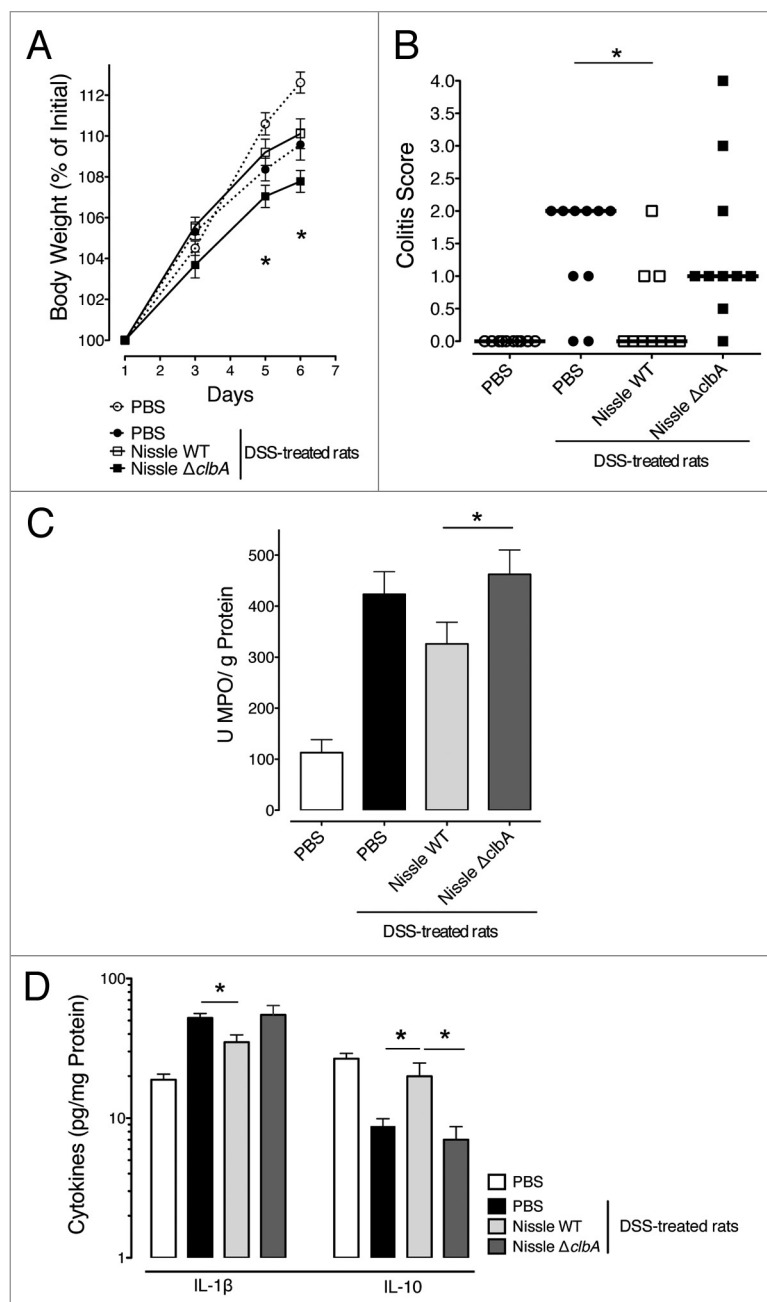 A
Body Weight (% of Initial)
112
110
108
106
104
102
100
* *
1 2 3 4 5 6 7
Days
PBS
PBS
Nissle WT
Nissle ΔclbA
DSS-treated rats
B
*
Colitis Score
4.0
3.5
3.0
2.5
2.0
1.5
1.0
0.5
0.0
PBS
PBS
Nissle WT
Nissle ΔclbA
DSS-treated rats
C
*
U MPO/ g Protein
500
400
300
200
100
0
PBS
PBS
Nissle WT
Nissle ΔclbA
DSS-treated rats
D
Cytokines (pg/mg Protein)
100
10
1
* * *
IL-1β IL-10
PBS
PBS
Nissle WT
Nissle ΔclbA
DSS-treated rats